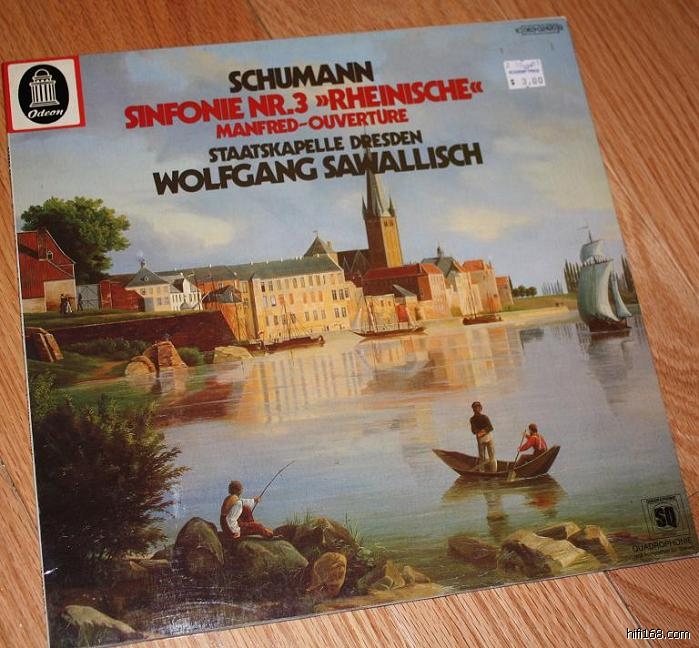 SCHUMANN
SINFONIE NR.3 »RHEINISCHE«
MANFRED-OUVERTÜRE
STAATSKAPELLE DRESDEN
WOLFGANG SAWALLISCH
Odeon
$ 3,00
SQ
QUADROPHONIE
hifi168.com